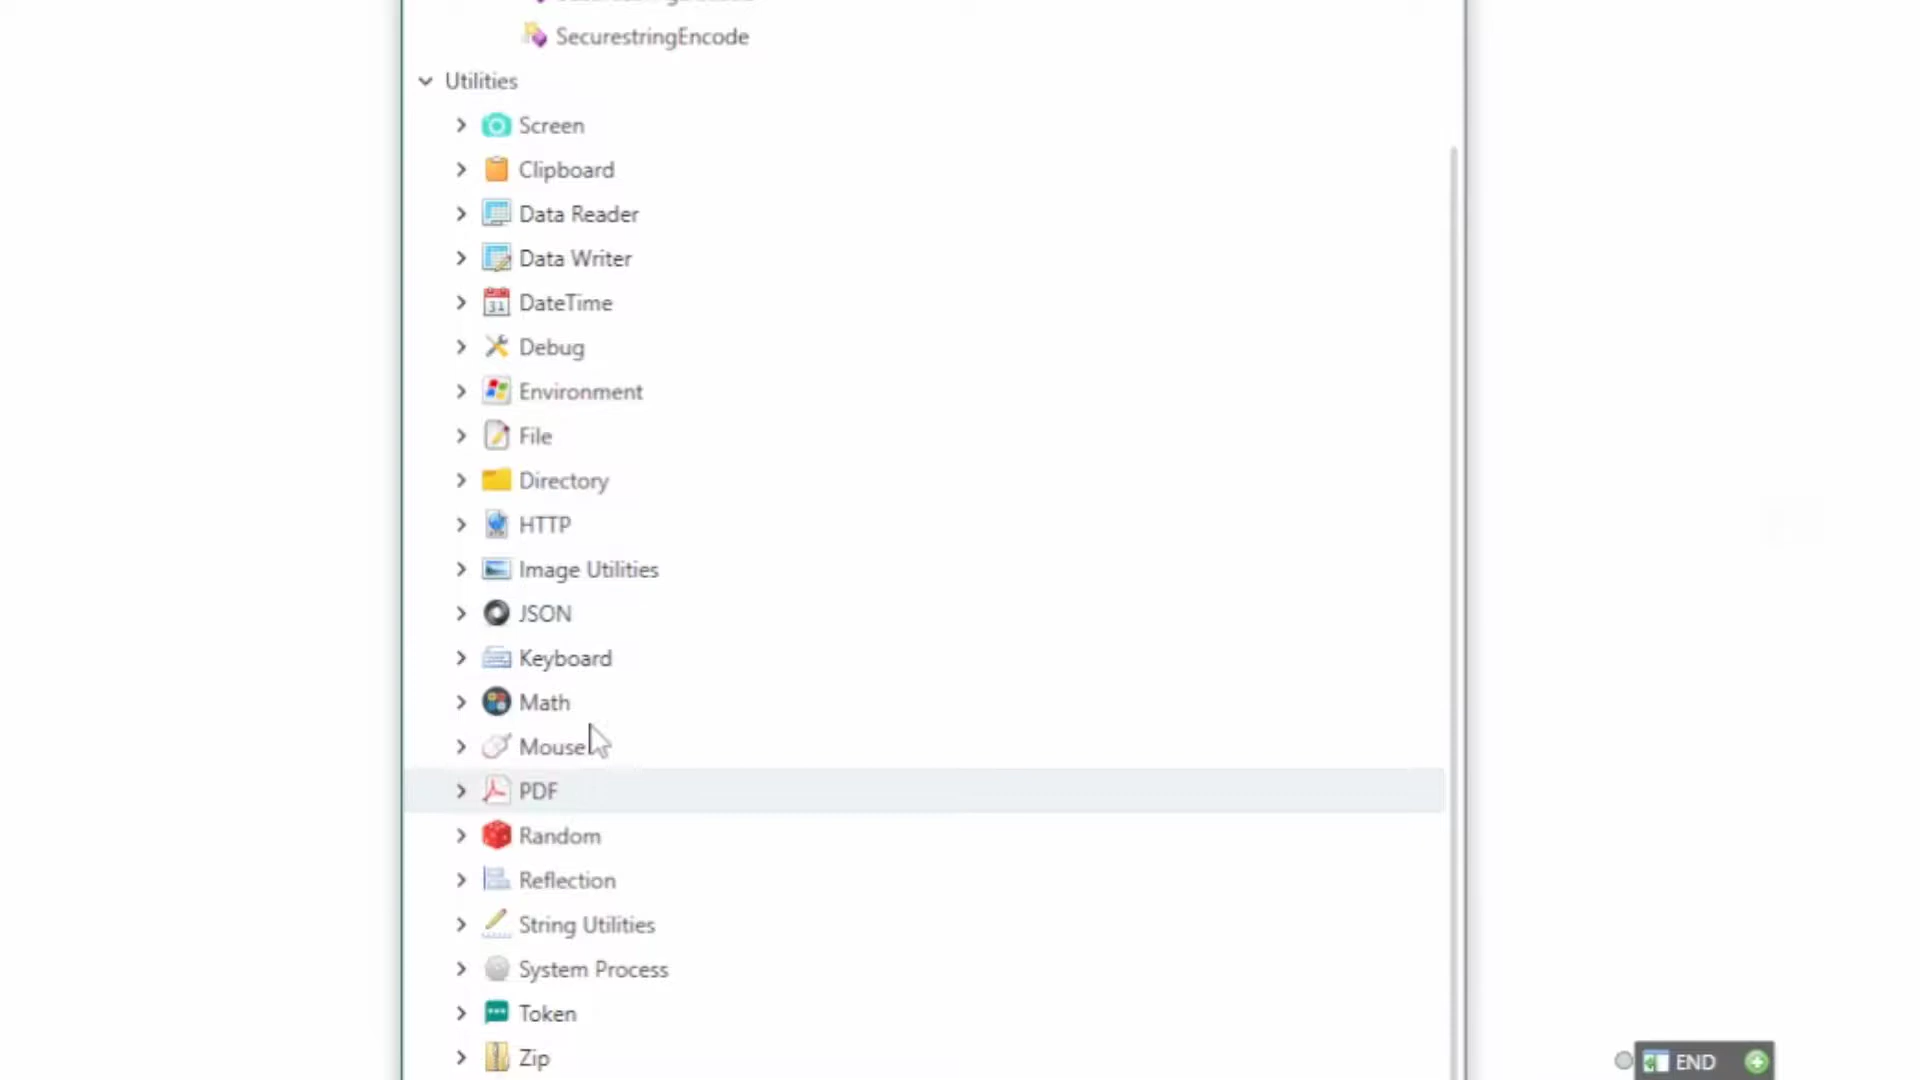 SecurestringEncode
Utilities
Screen
Clipboard
Data Reader
Data Writer
DateTime
Debug
Environment
File
Directory
HTTP
Image Utilities
JSON
Keyboard
Math
Mouse
PDF
Random
Reflection
String Utilities
System Process
Token
Zip
END